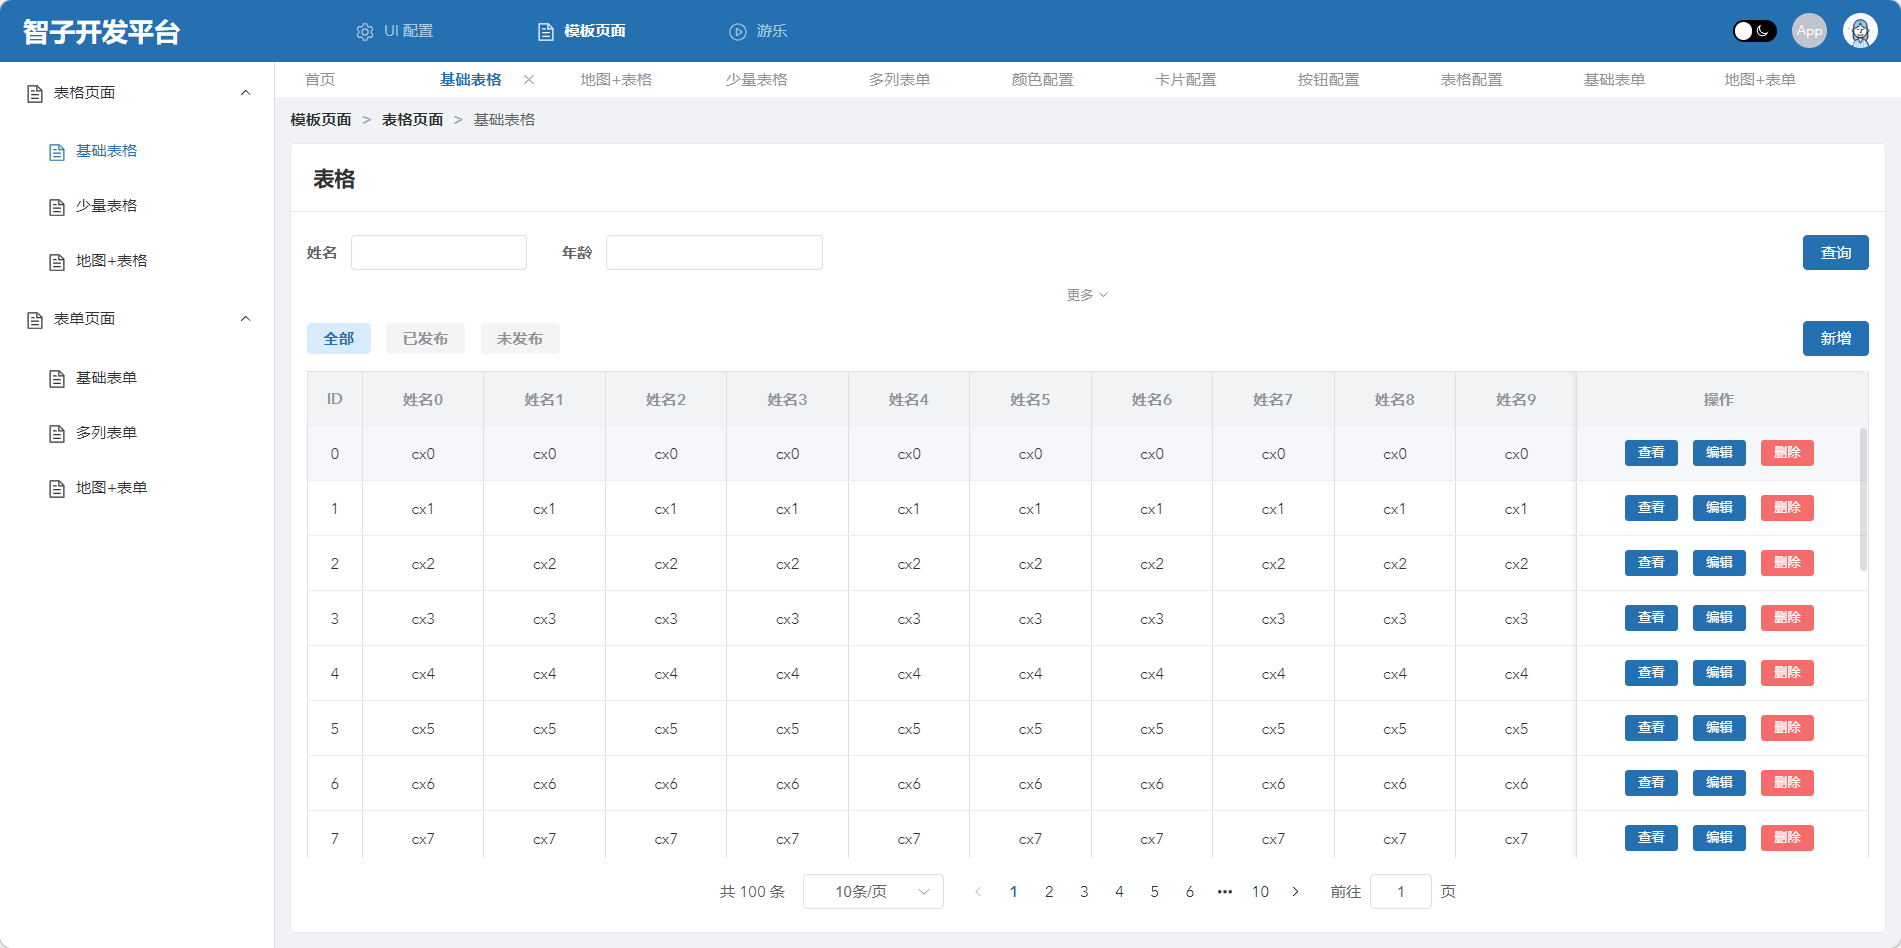 智子开发平台 UI 配置 模板页面 游乐 App
首页 基础表格 地图+表格 少量表格 多列表单 颜色配置 卡片配置 按钮配置 表格配置 基础表单 地图+表单
表格页面
基础表格
少量表格
地图+表格
表单页面
基础表单
多列表单
地图+表单
模板页面 > 表格页面 > 基础表格
表格
姓名 年龄 查询
更多
全部 已发布 未发布 新增
ID 姓名0 姓名1 姓名2 姓名3 姓名4 姓名5 姓名6 姓名7 姓名8 姓名9 操作
0 cx0 cx0 cx0 cx0 cx0 cx0 cx0 cx0 cx0 cx0 查看 编辑 删除
1 cx1 cx1 cx1 cx1 cx1 cx1 cx1 cx1 cx1 cx1 查看 编辑 删除
2 cx2 cx2 cx2 cx2 cx2 cx2 cx2 cx2 cx2 cx2 查看 编辑 删除
3 cx3 cx3 cx3 cx3 cx3 cx3 cx3 cx3 cx3 cx3 查看 编辑 删除
4 cx4 cx4 cx4 cx4 cx4 cx4 cx4 cx4 cx4 cx4 查看 编辑 删除
5 cx5 cx5 cx5 cx5 cx5 cx5 cx5 cx5 cx5 cx5 查看 编辑 删除
6 cx6 cx6 cx6 cx6 cx6 cx6 cx6 cx6 cx6 cx6 查看 编辑 删除
7 cx7 cx7 cx7 cx7 cx7 cx7 cx7 cx7 cx7 cx7 查看 编辑 删除
共 100 条 10条/页 1 2 3 4 5 6 ••• 10 前往 1 页